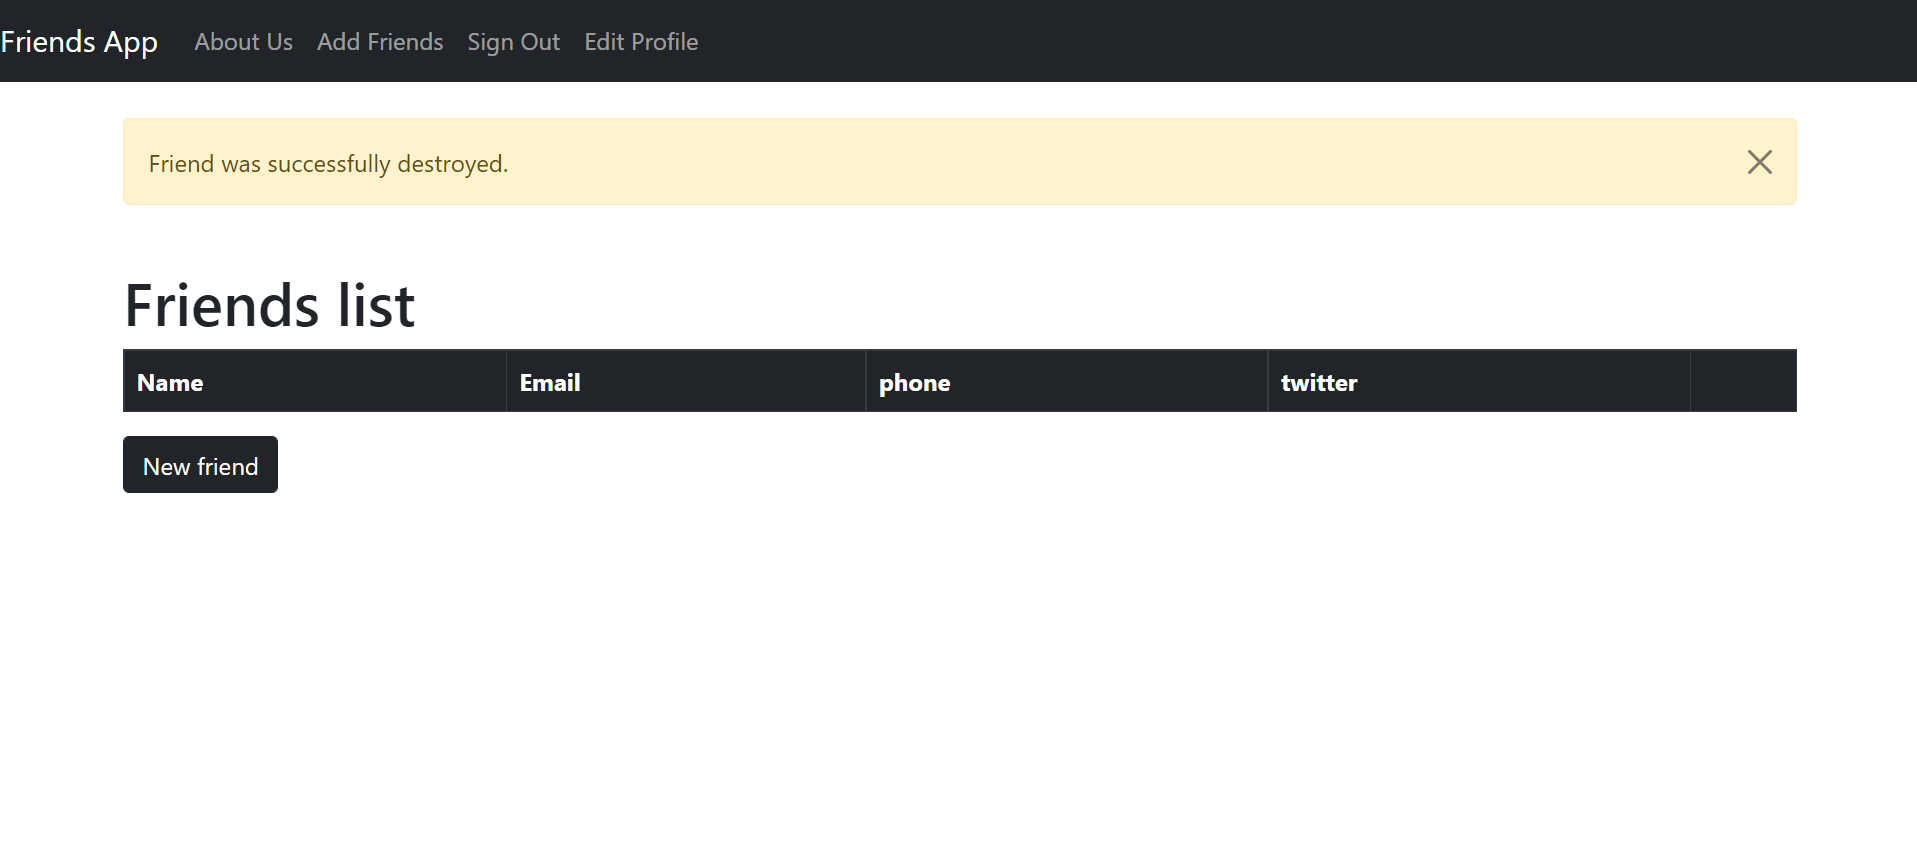 Friends App About Us Add Friends Sign Out Edit Profile
Friend was successfully destroyed.
Friends list
Name Email phone twitter
New friend